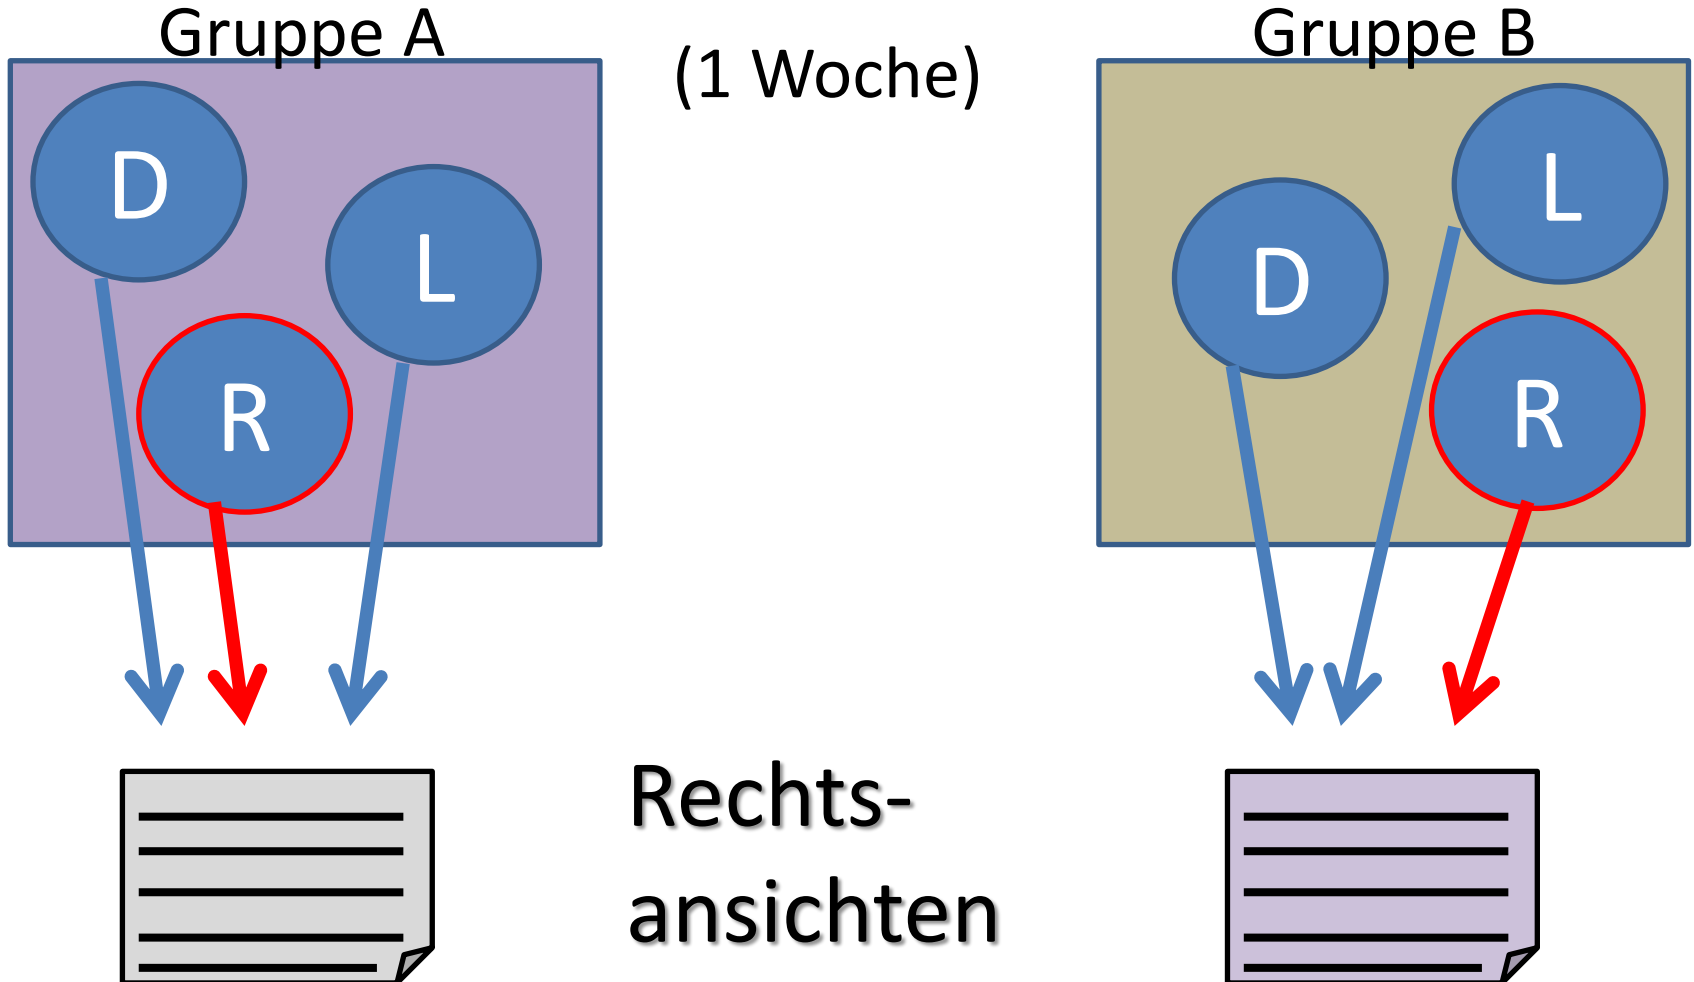 Gruppe A
(1 Woche)
Gruppe B
D
L
R
D
L
R
Rechts-
ansichten